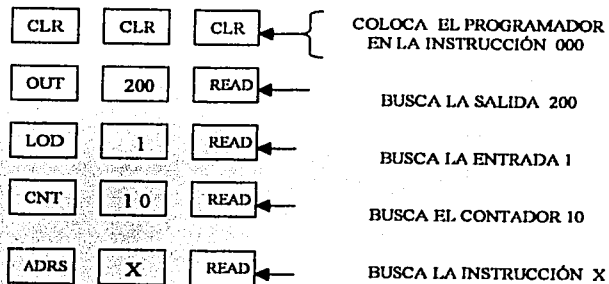 CLR CLR CLR COLOCA EL PROGRAMADOR
EN LA INSTRUCCIÓN 000
OUT 200 READ BUSCA LA SALIDA 200
LOD 1 READ BUSCA LA ENTRADA 1
CNT 10 READ BUSCA EL CONTADOR 10
ADRS X READ BUSCA LA INSTRUCCIÓN X